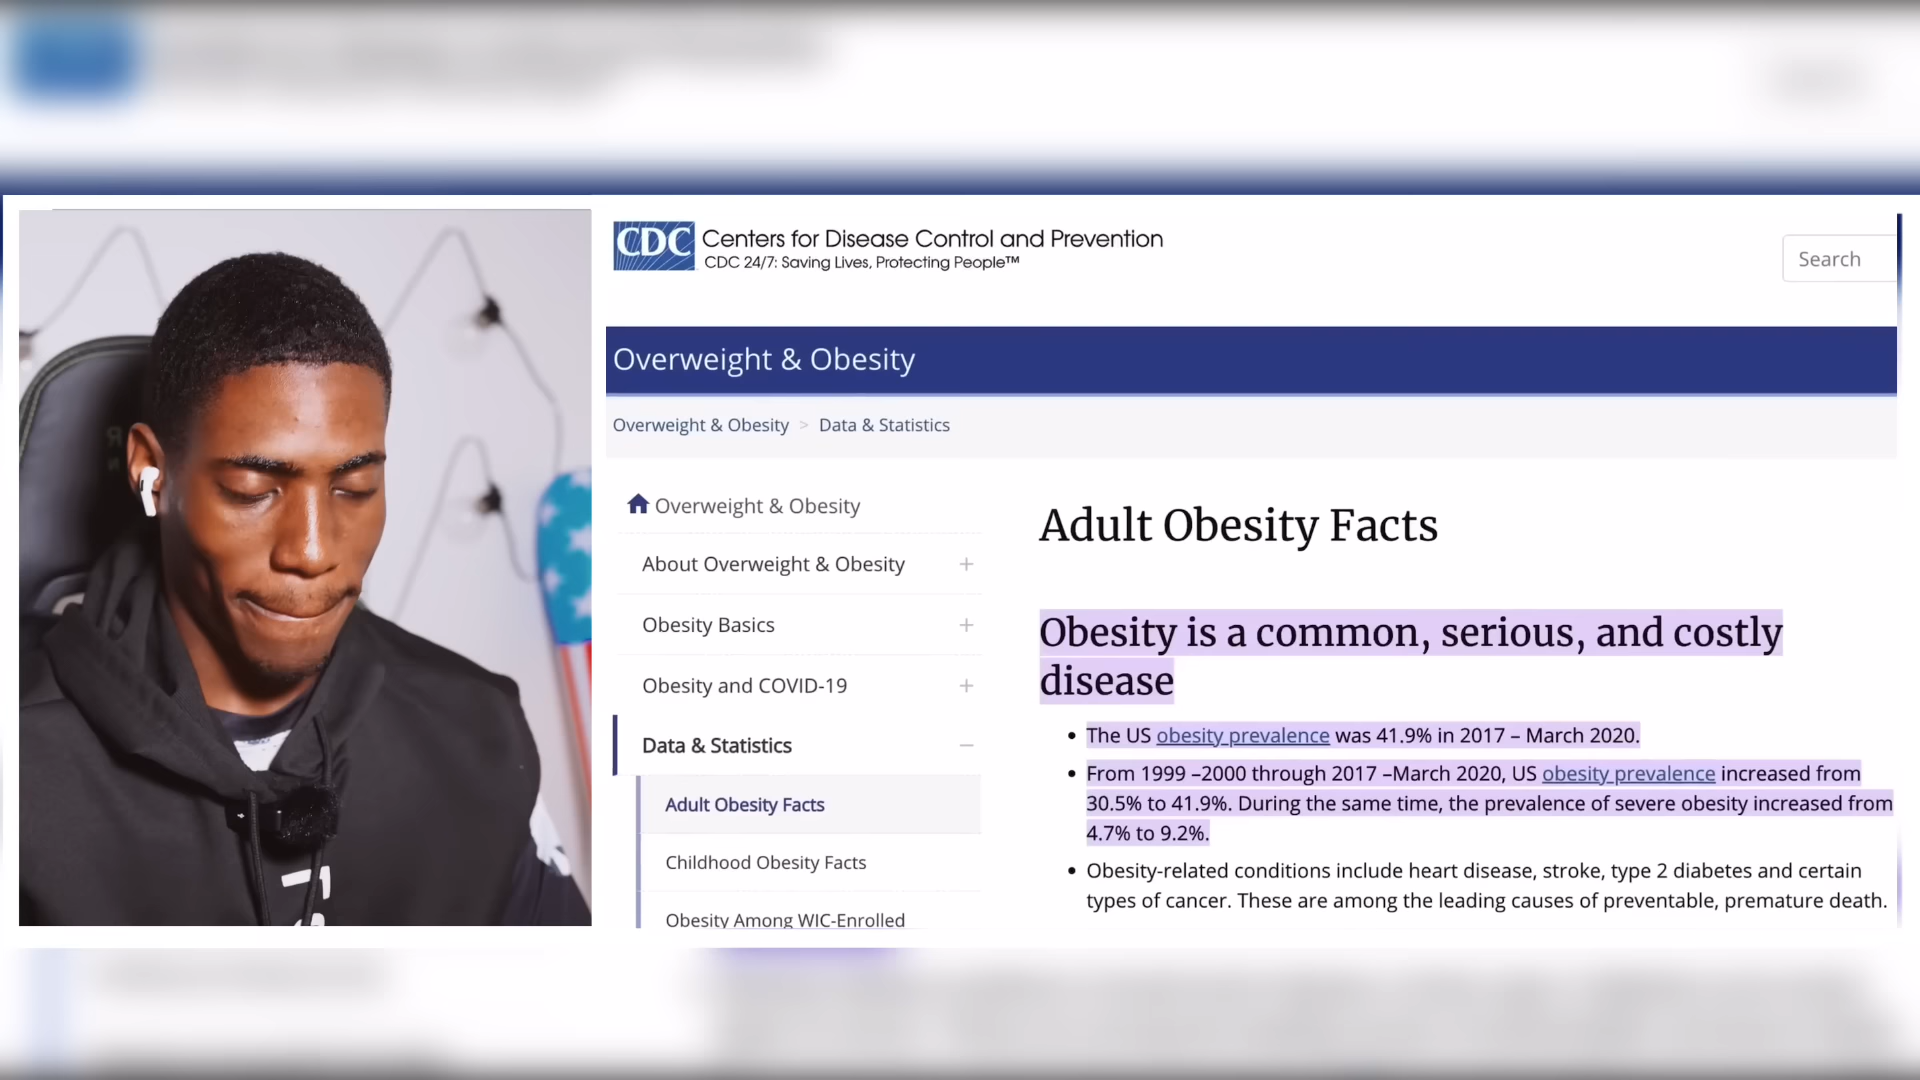 CDC Centers for Disease Control and Prevention
CDC 24/7: Saving Lives, Protecting People™
Search
Overweight & Obesity
Overweight & Obesity > Data & Statistics
Overweight & Obesity
About Overweight & Obesity +
Obesity Basics +
Obesity and COVID-19 +
Data & Statistics −
Adult Obesity Facts
Childhood Obesity Facts
Obesity Among WIC-Enrolled
Adult Obesity Facts
Obesity is a common, serious, and costly
disease
• The US obesity prevalence was 41.9% in 2017 – March 2020.
• From 1999 –2000 through 2017 –March 2020, US obesity prevalence increased from
30.5% to 41.9%. During the same time, the prevalence of severe obesity increased from
4.7% to 9.2%.
• Obesity-related conditions include heart disease, stroke, type 2 diabetes and certain
types of cancer. These are among the leading causes of preventable, premature death.